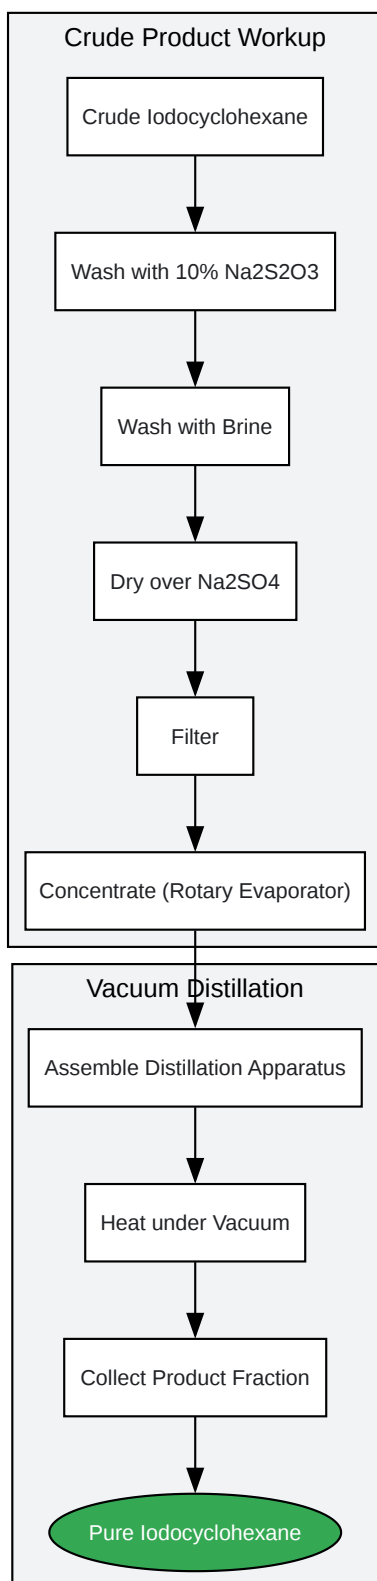 Crude Product Workup
Crude Iodocyclohexane
Wash with 10% Na2S2O3
Wash with Brine
Dry over Na2SO4
Filter
Concentrate (Rotary Evaporator)
Vacuum Distillation
Assemble Distillation Apparatus
Heat under Vacuum
Collect Product Fraction
Pure Iodocyclohexane